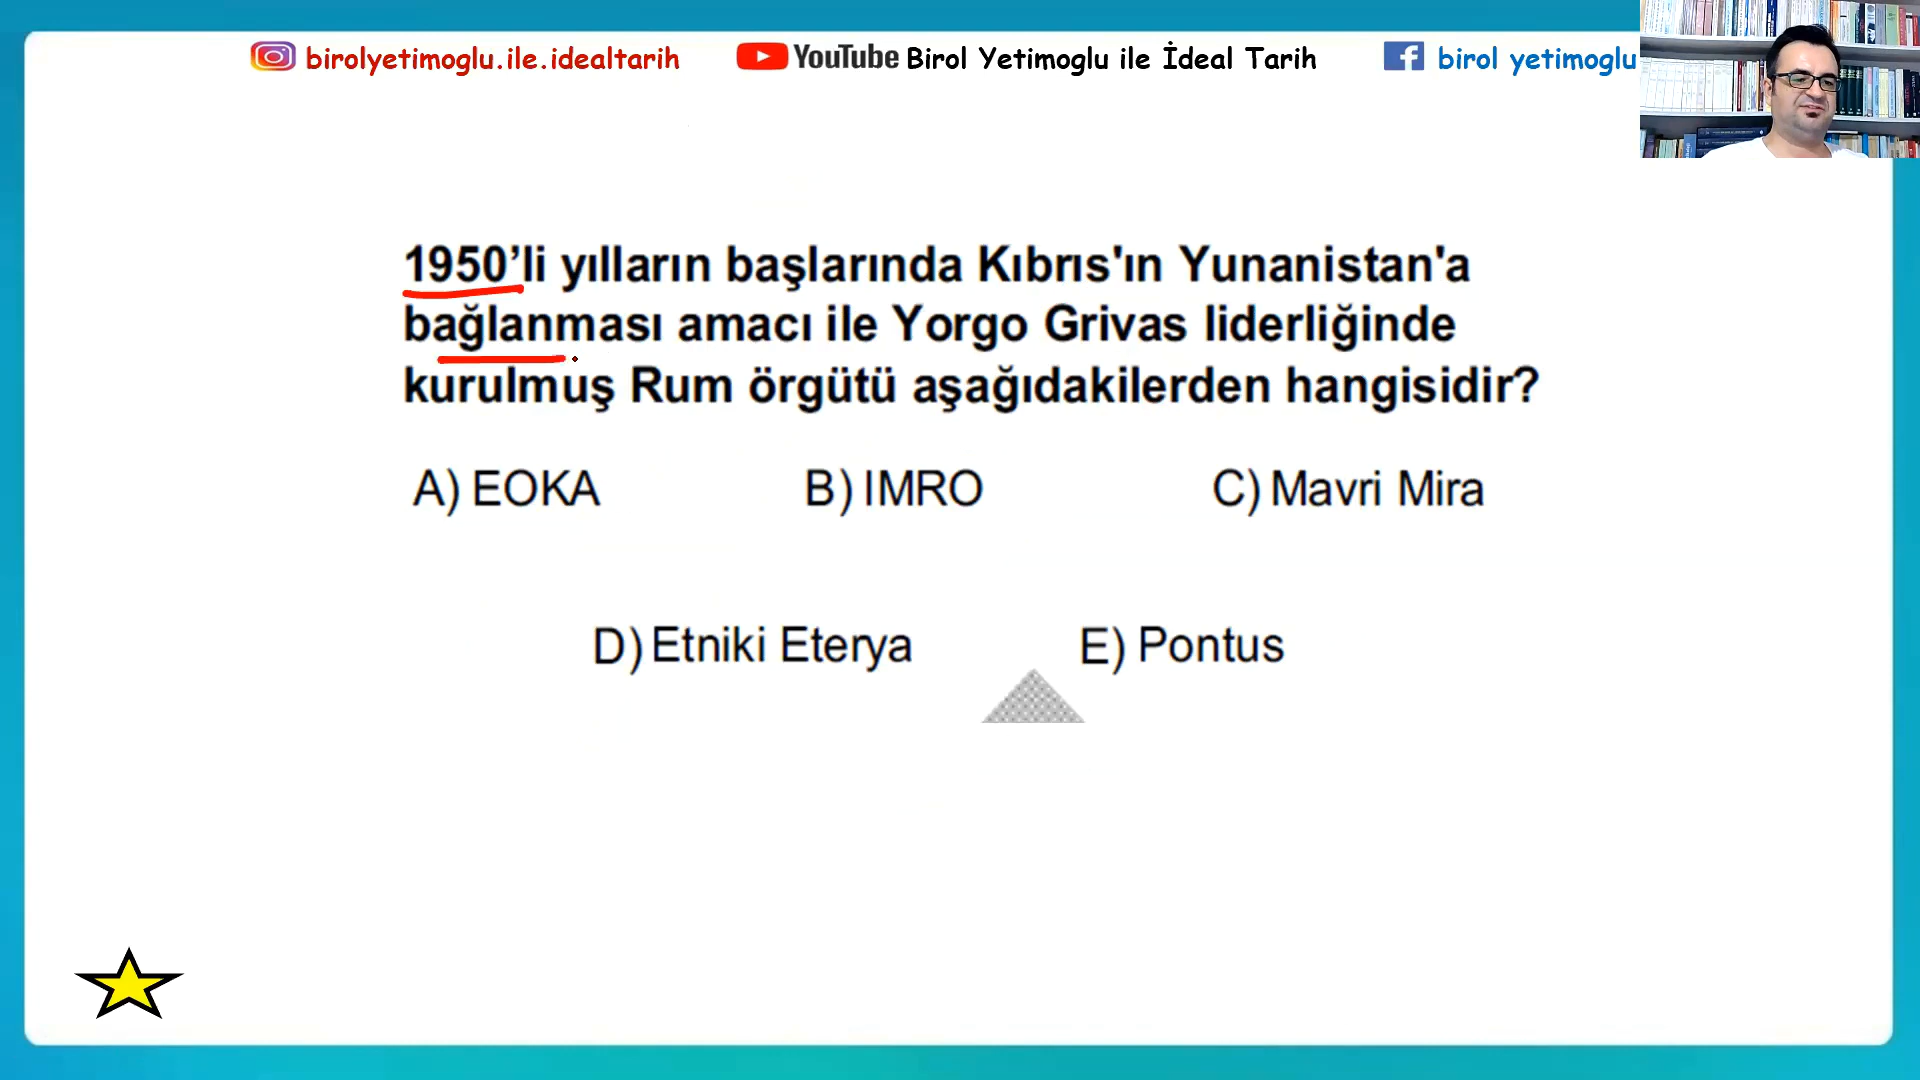 birolyetimoglu.ile.idealtarih YouTube Birol Yetimoglu ile İdeal Tarih birol yetimoglu
1950’li yılların başlarında Kıbrıs'ın Yunanistan'a
bağlanması amacı ile Yorgo Grivas liderliğinde
kurulmuş Rum örgütü aşağıdakilerden hangisidir?
A) EOKA B) IMRO C) Mavri Mira
D) Etniki Eterya E) Pontus